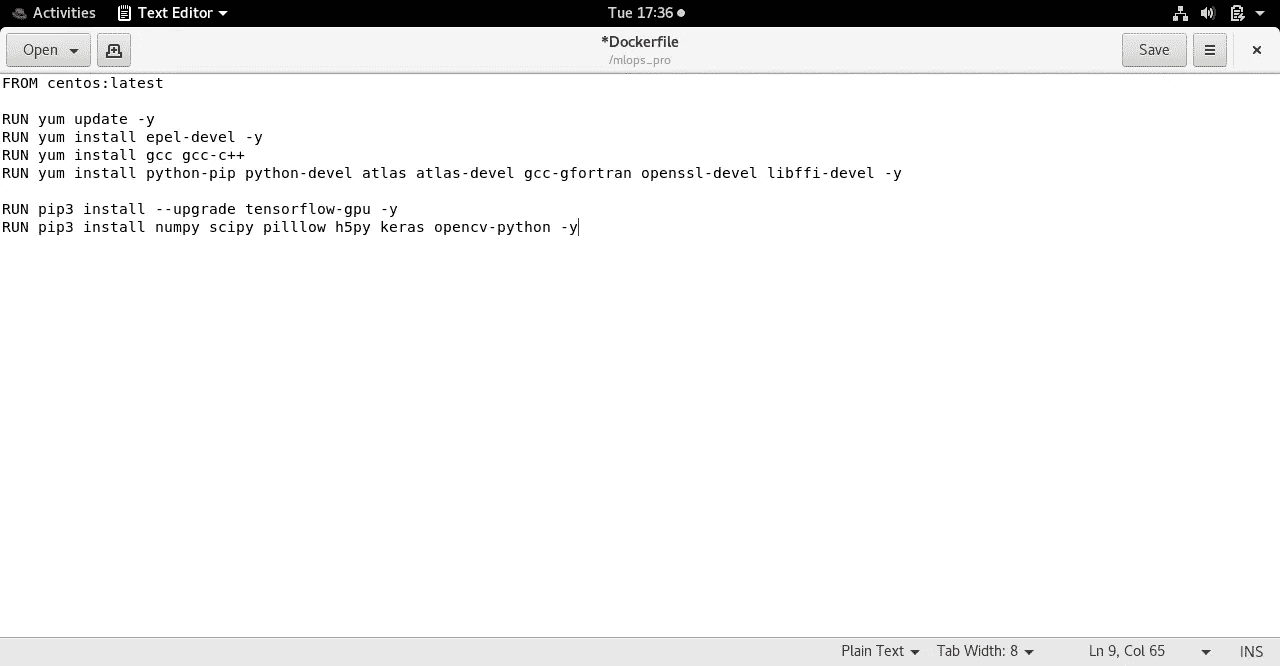 Activities Text Editor Tue 17:36
Open *Dockerfile Save
/mlops_pro
FROM centos:latest
RUN yum update -y
RUN yum install epel-devel -y
RUN yum install gcc gcc-c++
RUN yum install python-pip python-devel atlas atlas-devel gcc-gfortran openssl-devel libffi-devel -y
RUN pip3 install --upgrade tensorflow-gpu -y
RUN pip3 install numpy scipy pilllow h5py keras opencv-python -y
Plain Text Tab Width: 8 Ln 9, Col 65 INS